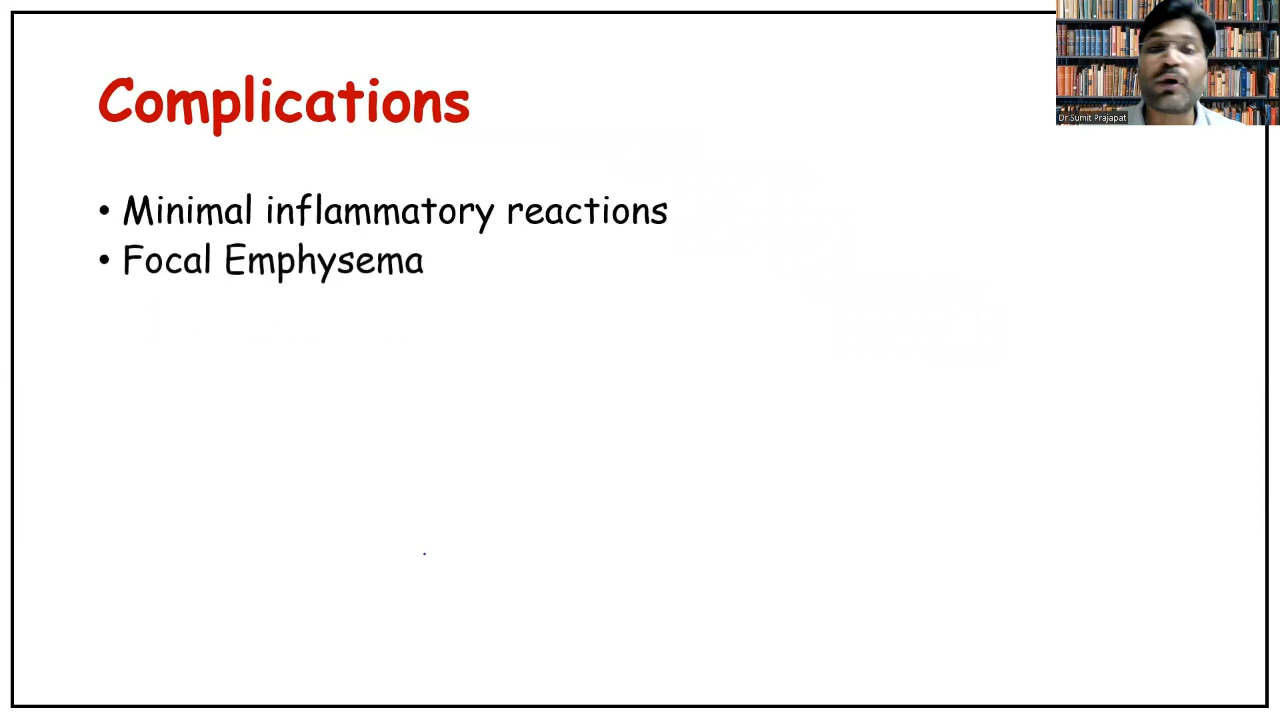 Complications
• Minimal inflammatory reactions
• Focal Emphysema
Dr.Sumit Prajapat